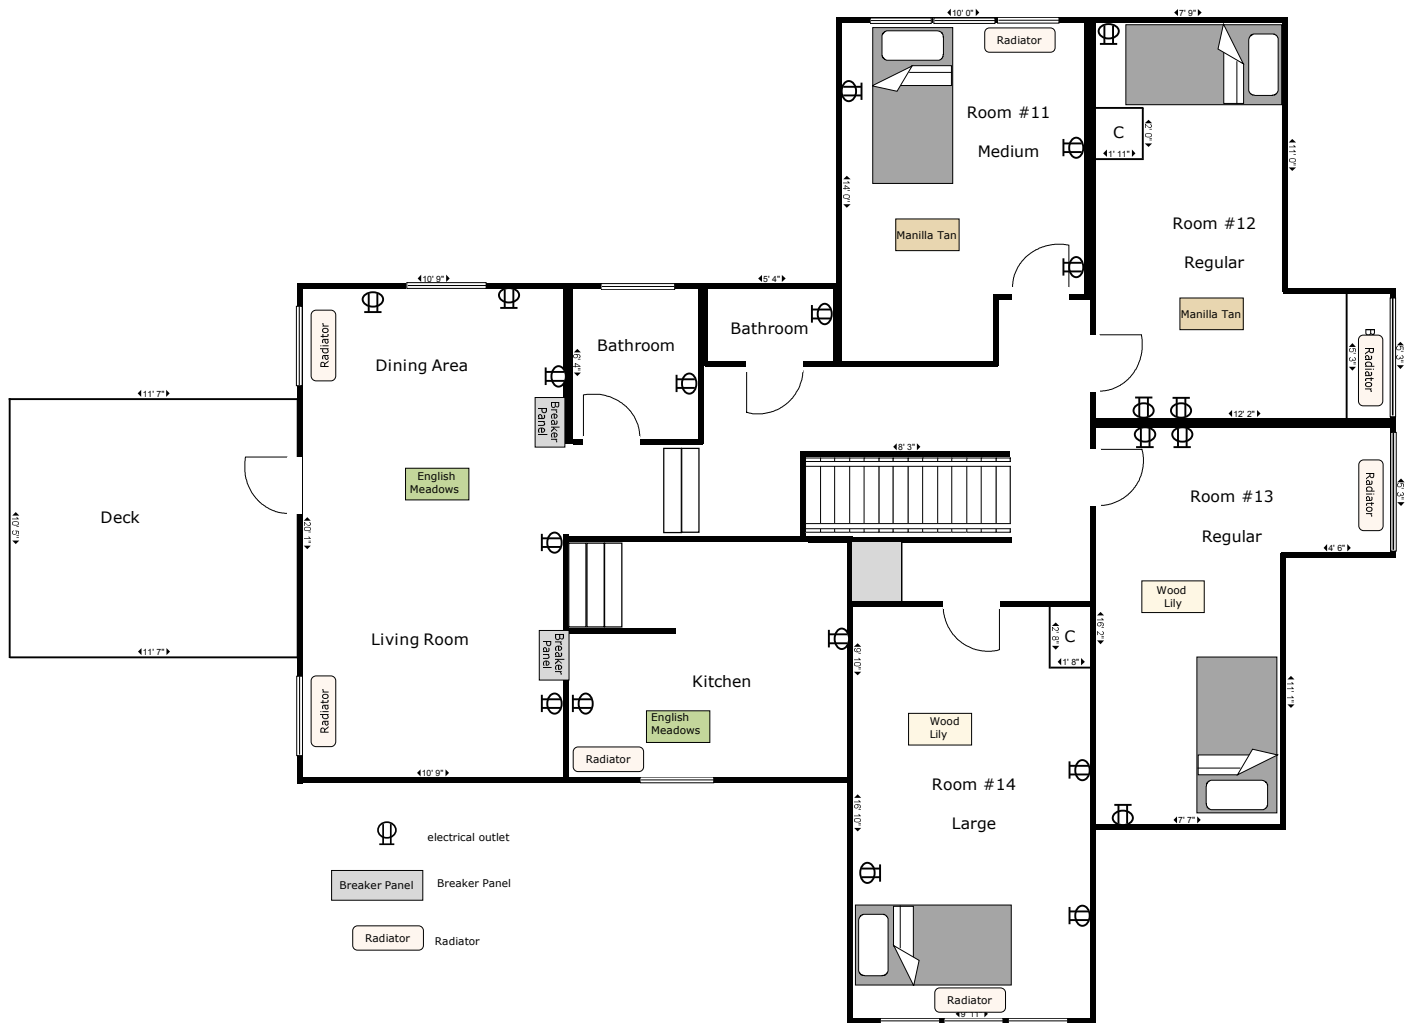 10' 0"
7' 9"
Radiator
Room #11
Medium
C
2' 0"
1' 11"
11' 0"
14' 0"
Manilla Tan
Room #12
Regular
Manilla Tan
10' 9"
5' 4"
Radiator
Dining Area
Bathroom
6' 4"
Bathroom
5' 3"
Radiator
5' 3"
12' 2"
11' 7"
Breaker
Panel
8' 3"
English
Meadows
Deck
10' 5"
20' 1"
Room #13
Regular
Radiator
5' 3"
4' 6"
Wood
Lily
16' 2"
11' 7"
Living Room
Breaker
Panel
Kitchen
9' 10"
2' 8"
C
1' 8"
11' 1"
Radiator
English
Meadows
Wood
Lily
Radiator
10' 9"
Room #14
Large
16' 10"
7' 7"
electrical outlet
Breaker Panel
Breaker Panel
Radiator
Radiator
Radiator
9' 11"